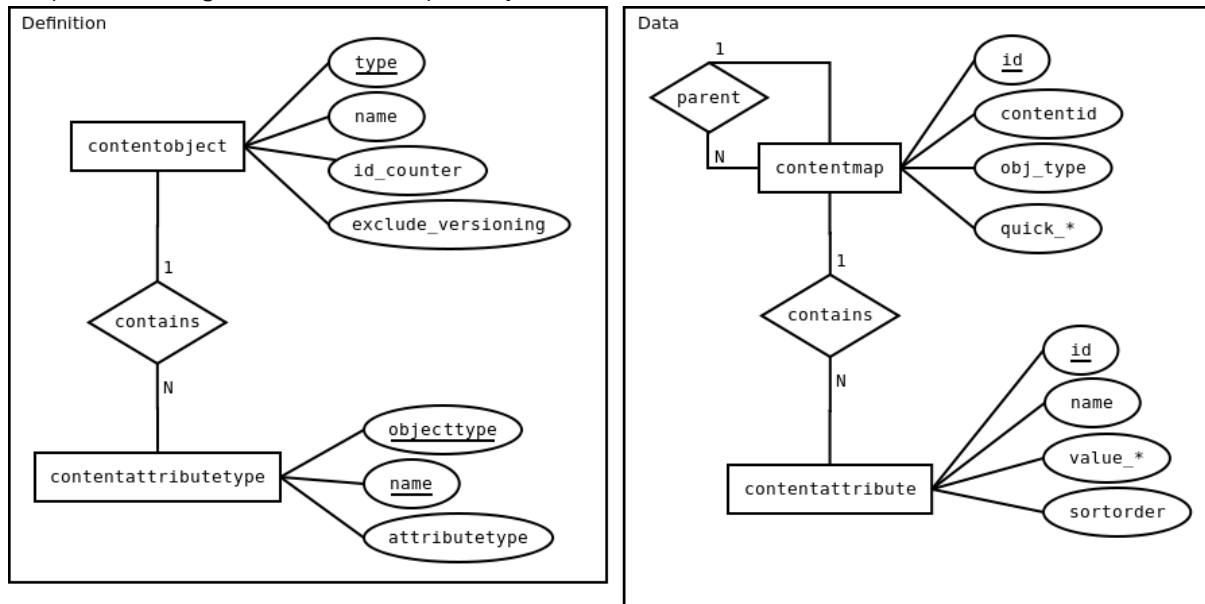 Definition
type
name
contentobject
id_counter
exclude_versioning
1
contains
N
objecttype
contentattributetype
name
attributetype
Data
1
id
parent
contentid
N
contentmap
obj_type
quick_*
1
contains
id
N
name
value_*
contentattribute
sortorder